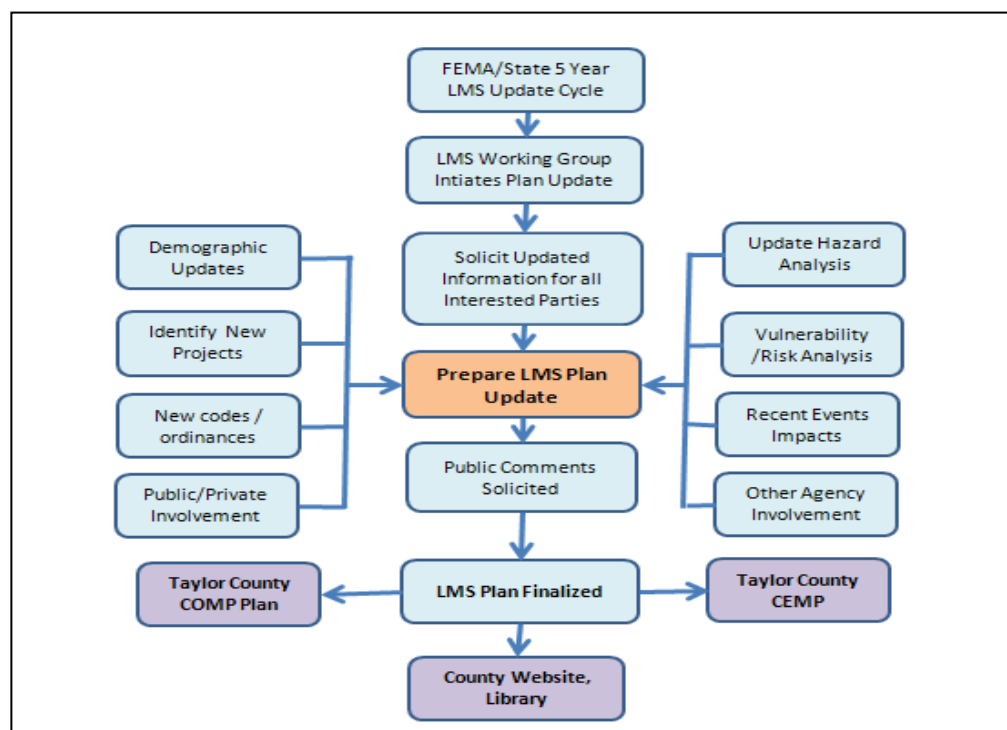 FEMA/State 5 Year
LMS Update Cycle
LMS Working Group
Intiates Plan Update
Solicit Updated
Information for all
Interested Parties
Demographic
Updates
Identify New
Projects
New codes /
ordinances
Public/Private
Involvement
Update Hazard
Analysis
Vulnerability
/Risk Analysis
Recent Events
Impacts
Other Agency
Involvement
Prepare LMS Plan
Update
Public Comments
Solicited
Taylor County
COMP Plan
LMS Plan Finalized
Taylor County
CEMP
County Website,
Library